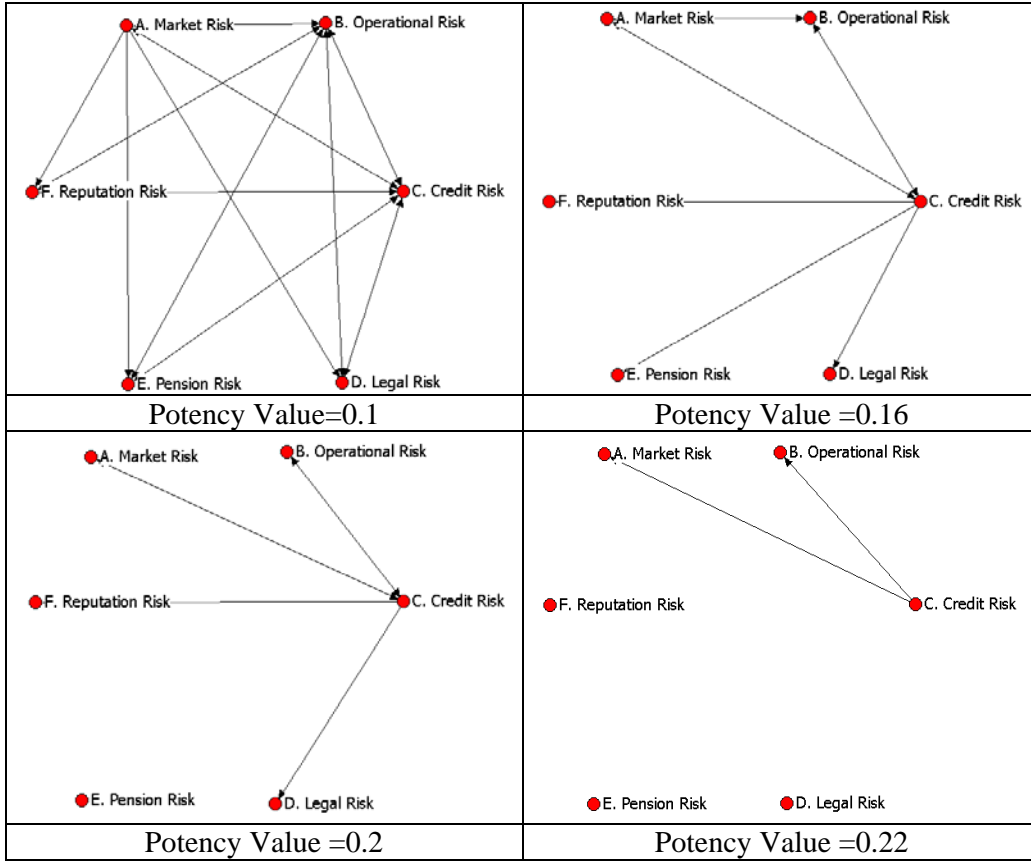 A. Market Risk
B. Operational Risk
F. Reputation Risk
C. Credit Risk
E. Pension Risk
D. Legal Risk
Potency Value=0.1
A. Market Risk
B. Operational Risk
F. Reputation Risk
C. Credit Risk
E. Pension Risk
D. Legal Risk
Potency Value =0.16
A. Market Risk
B. Operational Risk
F. Reputation Risk
C. Credit Risk
E. Pension Risk
D. Legal Risk
Potency Value =0.2
A. Market Risk
B. Operational Risk
F. Reputation Risk
C. Credit Risk
E. Pension Risk
D. Legal Risk
Potency Value =0.22